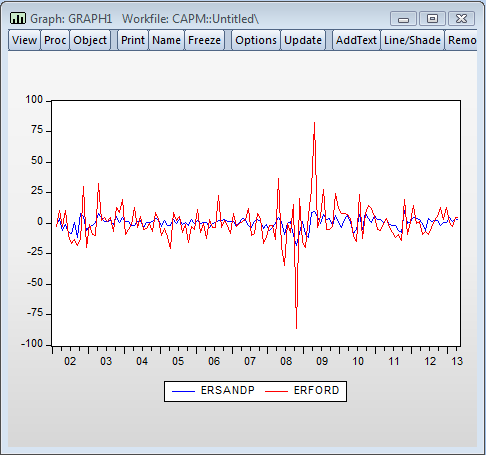 Graph: GRAPH1   Workfile: CAPM::Untitled\
View Proc Object Print Name Freeze Options Update AddText Line/Shade Remo
100
75
50
25
0
-25
-50
-75
-100
02 03 04 05 06 07 08 09 10 11 12 13
ERSANDP ERFORD